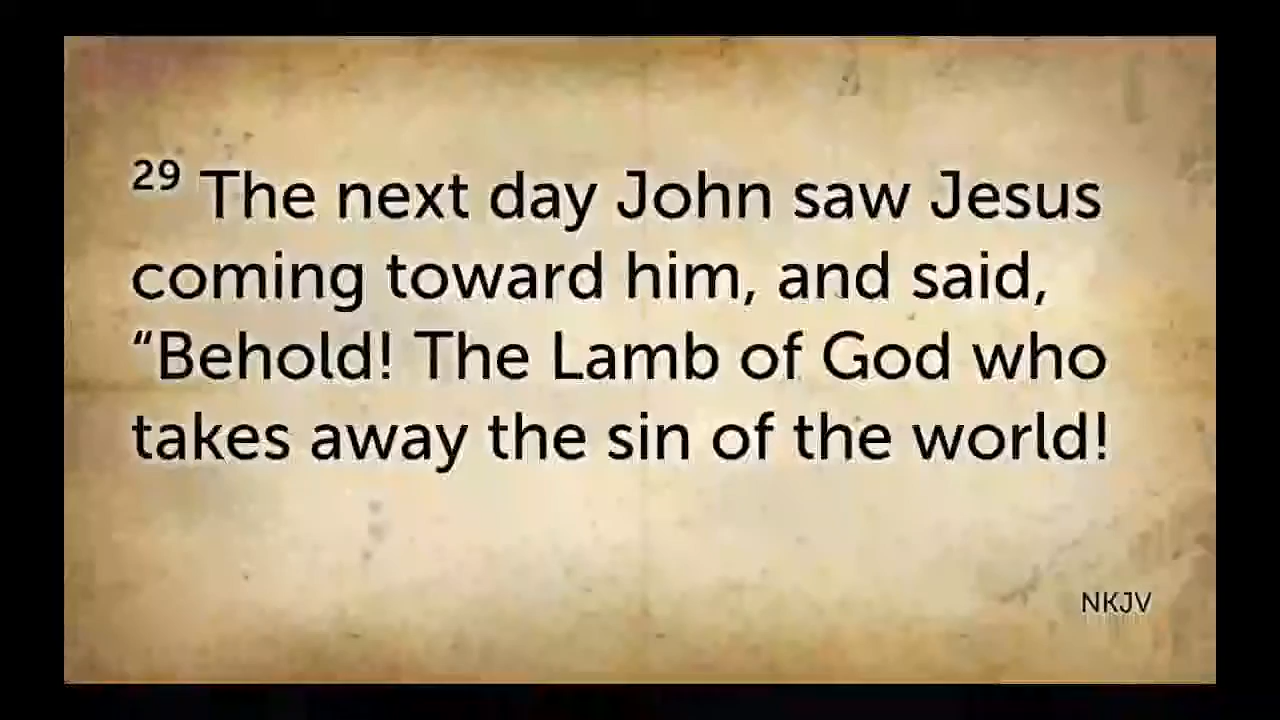 29 The next day John saw Jesus
coming toward him, and said,
“Behold! The Lamb of God who
takes away the sin of the world!
NKJV